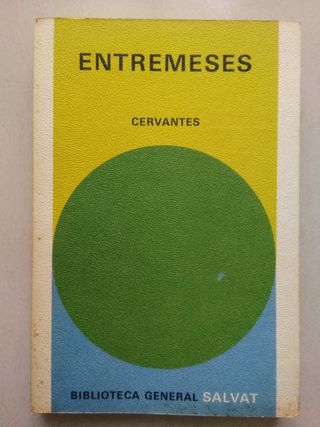 ENTREMESES
CERVANTES
BIBLIOTECA GENERAL SALVAT